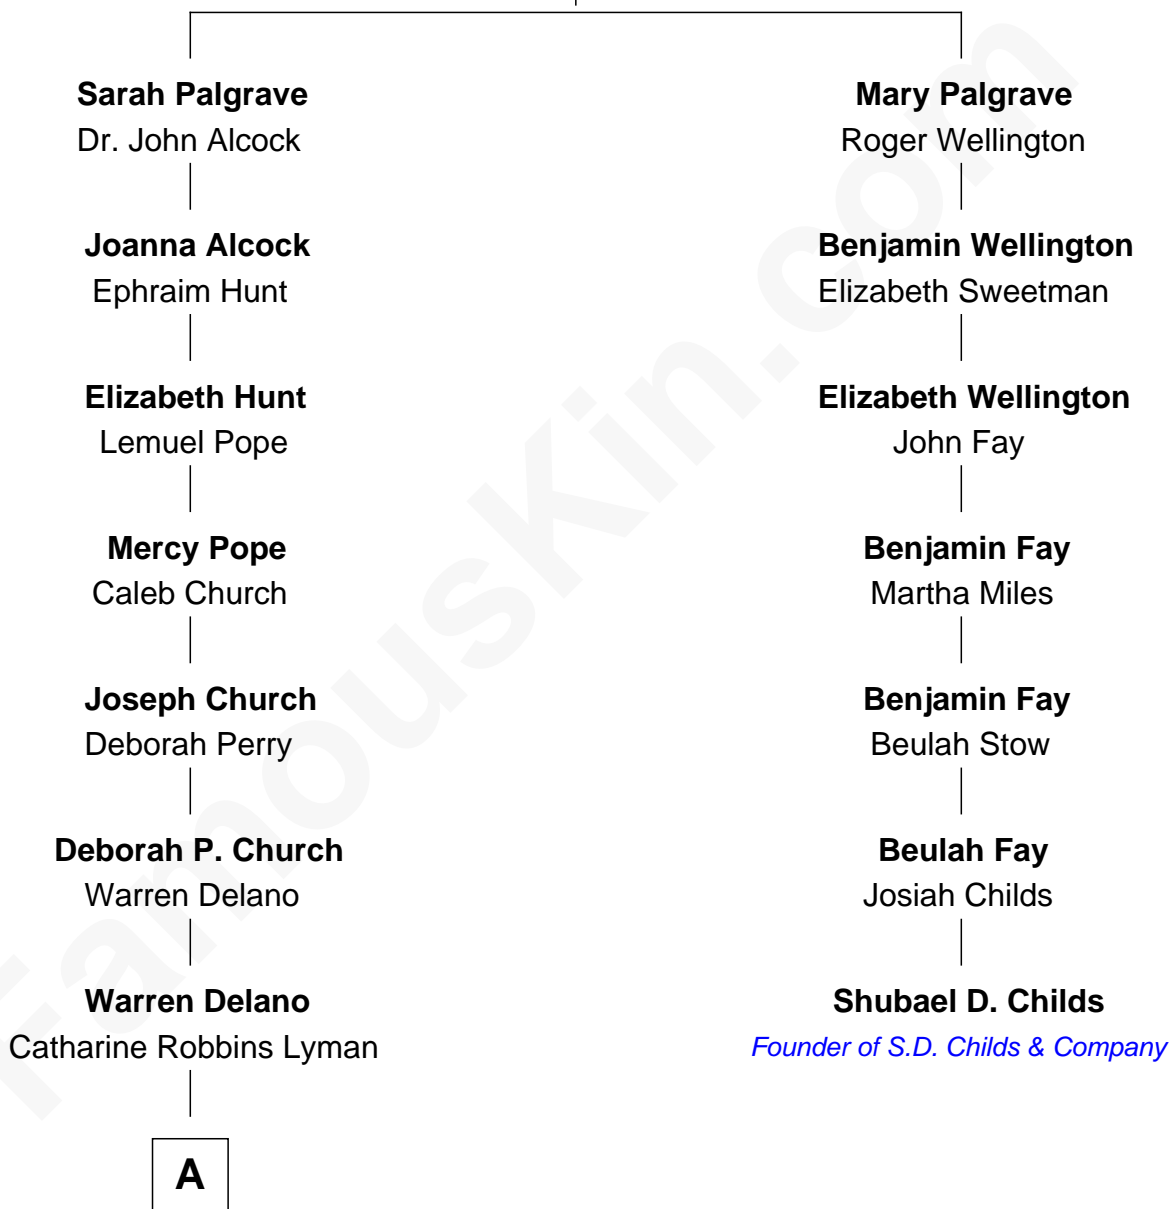 Sarah Palgrave
Dr. John Alcock
Mary Palgrave
Roger Wellington
Joanna Alcock
Ephraim Hunt
Benjamin Wellington
Elizabeth Sweetman
Elizabeth Hunt
Lemuel Pope
Elizabeth Wellington
John Fay
Mercy Pope
Caleb Church
Benjamin Fay
Martha Miles
Joseph Church
Deborah Perry
Benjamin Fay
Beulah Stow
Deborah P. Church
Warren Delano
Beulah Fay
Josiah Childs
Warren Delano
Catharine Robbins Lyman
Shubael D. Childs
Founder of S.D. Childs & Company
A
FamousKin.com